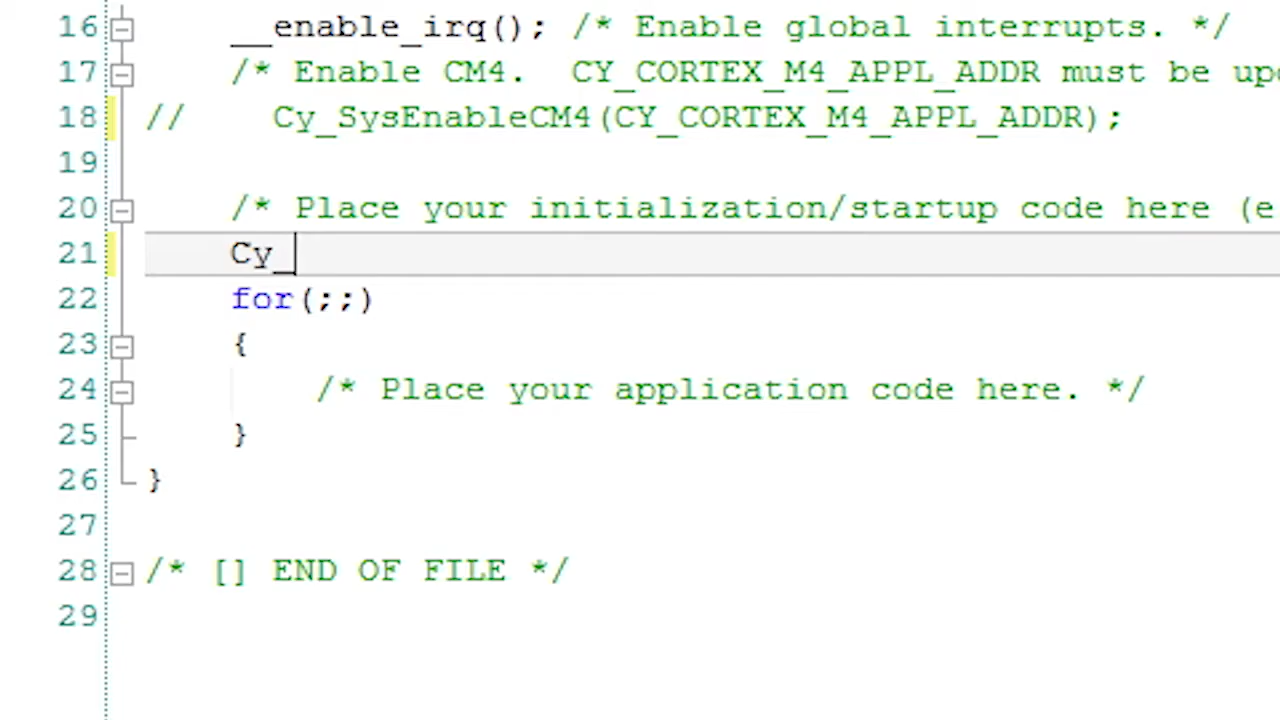 16 __enable_irq(); /* Enable global interrupts. */
17 /* Enable CM4. CY_CORTEX_M4_APPL_ADDR must be
18 // Cy_SysEnableCM4(CY_CORTEX_M4_APPL_ADDR);
19
20 /* Place your initialization/startup code here (e
21 Cy_
22 for(;;)
23 {
24 /* Place your application code here. */
25 }
26 }
27
28 /* [] END OF FILE */
29